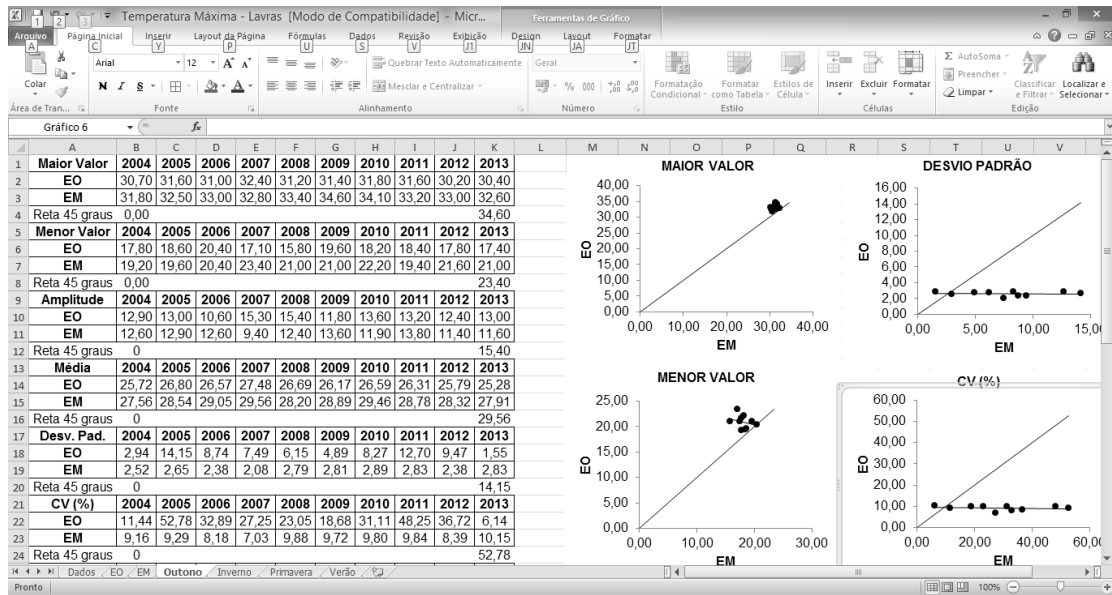 Temperatura Máxima - Lavras [Modo de Compatibilidade] - Micr...
Ferramentas de Gráfico
1 2 3
Arquivo Página Inicial Inserir Layout da Página Fórmulas Dados Revisão Exibição Design Layout Formatar
A C Y P U S V J1 JN JA JT
Colar
Arial 12
N I S
Quebrar Texto Automaticamente
Mesclar e Centralizar
Geral
% 000
Formatação Condicional
Formatar como Tabela
Estilos de Célula
Inserir Excluir Formatar
Σ AutoSoma
Preencher
Limpar
Classificar e Filtrar
Localizar e Selecionar
Área de Tran... Fonte Alinhamento Número Estilo Células Edição
Gráfico 6 fx
A B C D E F G H I J K L M N O P Q R S T U V
1 Maior Valor 2004 2005 2006 2007 2008 2009 2010 2011 2012 2013
2 EO 30,70 31,60 31,00 32,40 31,20 31,40 31,80 31,60 30,20 30,40
3 EM 31,80 32,50 33,00 32,80 33,40 34,60 34,10 33,20 33,00 32,60
4 Reta 45 graus 0,00 34,60
5 Menor Valor 2004 2005 2006 2007 2008 2009 2010 2011 2012 2013
6 EO 17,80 18,60 20,40 17,10 15,80 19,60 18,20 18,40 17,80 17,40
7 EM 19,20 19,60 20,40 23,40 21,00 21,00 22,20 19,40 21,60 21,00
8 Reta 45 graus 0,00 23,40
9 Amplitude 2004 2005 2006 2007 2008 2009 2010 2011 2012 2013
10 EO 12,90 13,00 10,60 15,30 15,40 11,80 13,60 13,20 12,40 13,00
11 EM 12,60 12,90 12,60 9,40 12,40 13,60 11,90 13,80 11,40 11,60
12 Reta 45 graus 0 15,40
13 Média 2004 2005 2006 2007 2008 2009 2010 2011 2012 2013
14 EO 25,72 26,80 26,57 27,48 26,69 26,17 26,59 26,31 25,79 25,28
15 EM 27,56 28,54 29,05 29,56 28,20 28,89 29,46 28,78 28,32 27,91
16 Reta 45 graus 0 29,56
17 Desv. Pad. 2004 2005 2006 2007 2008 2009 2010 2011 2012 2013
18 EO 2,94 14,15 8,74 7,49 6,15 4,89 8,27 12,70 9,47 1,55
19 EM 2,52 2,65 2,38 2,08 2,79 2,81 2,89 2,83 2,38 2,83
20 Reta 45 graus 0 14,15
21 CV (%) 2004 2005 2006 2007 2008 2009 2010 2011 2012 2013
22 EO 11,44 52,78 32,89 27,25 23,05 18,68 31,11 48,25 36,72 6,14
23 EM 9,16 9,29 8,18 7,03 9,88 9,72 9,80 9,84 8,39 10,15
24 Reta 45 graus 0 52,78
MAIOR VALOR
40,00
35,00
30,00
25,00
20,00
15,00
10,00
5,00
0,00
EO
0,00 10,00 20,00 30,00 40,00
EM
DESVIO PADRÃO
16,00
14,00
12,00
10,00
8,00
6,00
4,00
2,00
0,00
EO
0,00 5,00 10,00 15,0
EM
MENOR VALOR
25,00
20,00
15,00
10,00
5,00
0,00
EO
0,00 10,00 20,00 30,00
EM
CV (%)
60,00
50,00
40,00
30,00
20,00
10,00
0,00
EO
0,00 20,00 40,00 60,0
EM
Dados EO EM Outono Inverno Primavera Verão
Pronto 100%